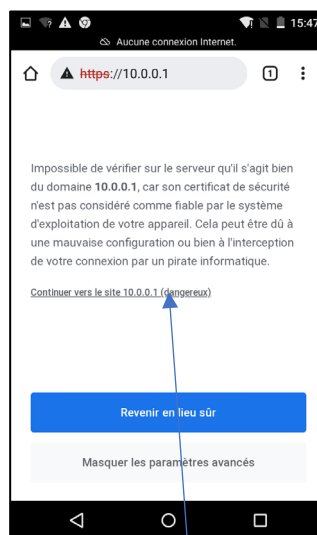 15:47
Aucune connexion Internet.
https://10.0.0.1
1
Impossible de vérifier sur le serveur qu'il s'agit bien
du domaine 10.0.0.1, car son certificat de sécurité
n'est pas considéré comme fiable par le système
d'exploitation de votre appareil. Cela peut être dû à
une mauvaise configuration ou bien à l'interception
de votre connexion par un pirate informatique.
Continuer vers le site 10.0.0.1 (dangereux)
Revenir en lieu sûr
Masquer les paramètres avancés